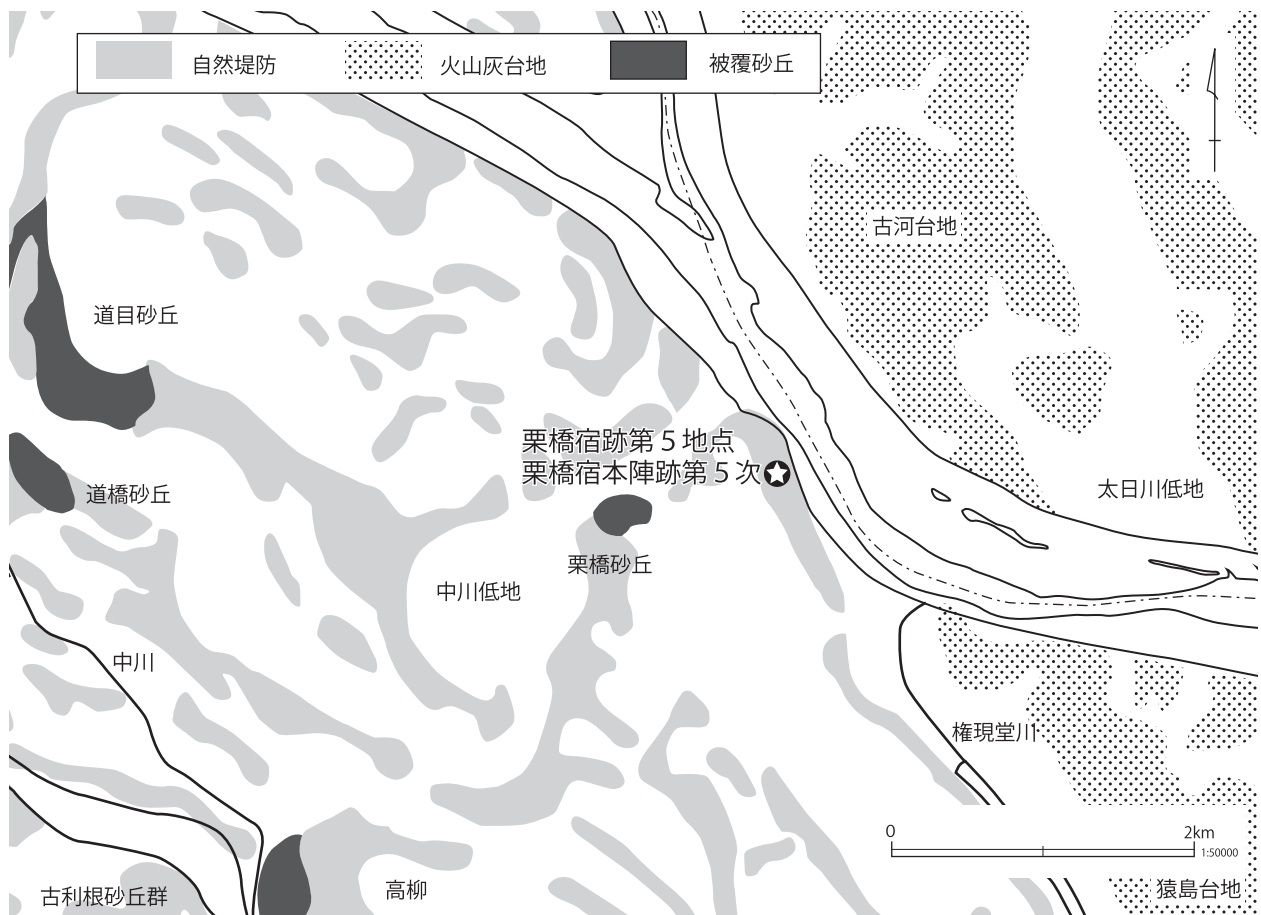 自然堤防
火山灰台地
被覆砂丘
古河台地
道目砂丘
栗橋宿跡第5地点
栗橋宿本陣跡第5次
太日川低地
道橋砂丘
栗橋砂丘
中川低地
中川
権現堂川
0
2km
1:50000
古利根砂丘群
高柳
猿島台地